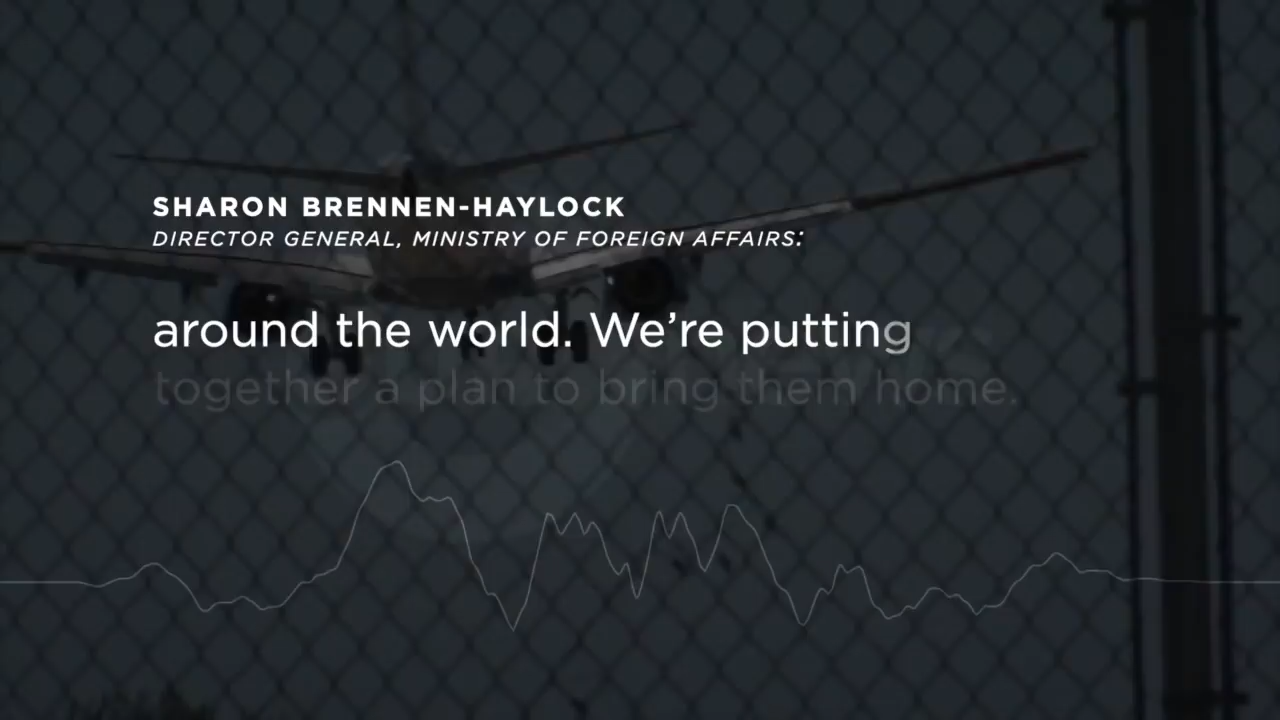 SHARON BRENNEN-HAYLOCK
DIRECTOR GENERAL, MINISTRY OF FOREIGN AFFAIRS:
around the world. We're putting
together a plan to bring them home.